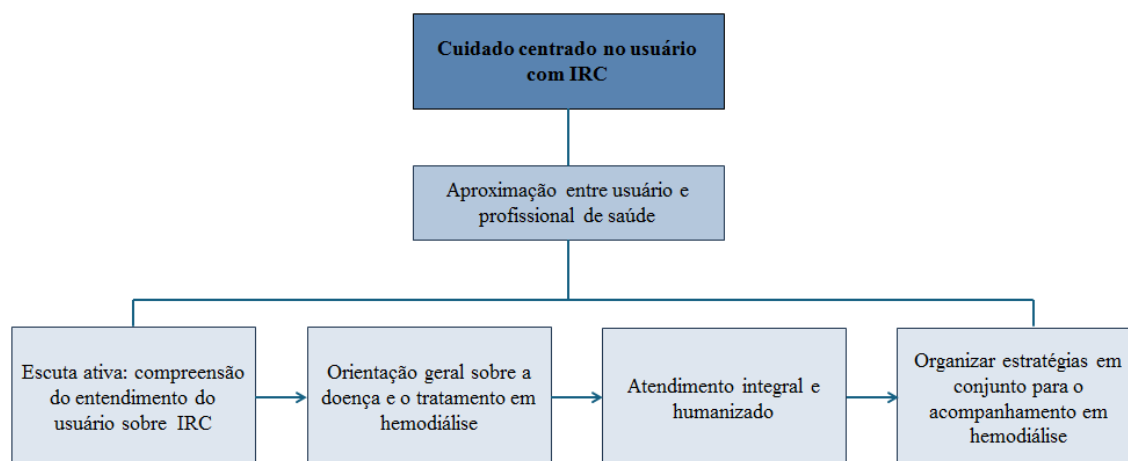 Cuidado centrado no usuário
com IRC
Aproximação entre usuário e
profissional de saúde
Escuta ativa: compreensão
do entendimento do
usuário sobre IRC
Orientação geral sobre a
doença e o tratamento em
hemodiálise
Atendimento integral e
humanizado
Organizar estratégias em
conjunto para o
acompanhamento em
hemodiálise